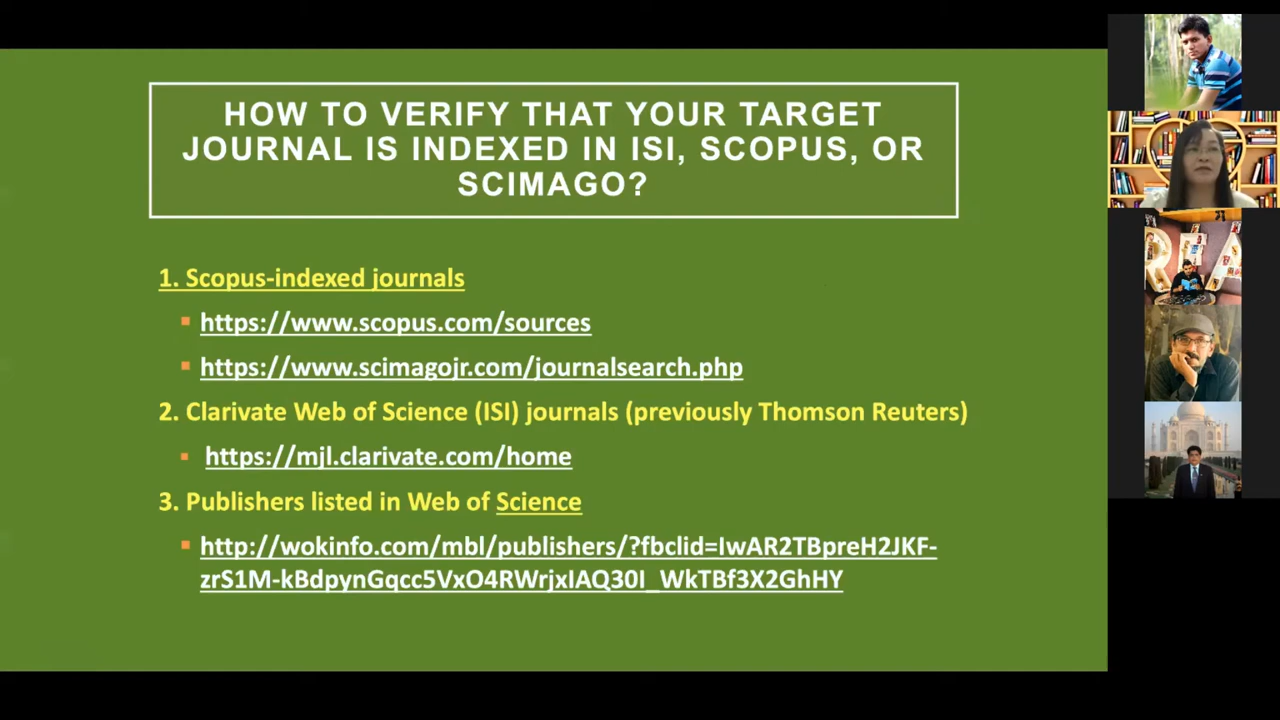 HOW TO VERIFY THAT YOUR TARGET
JOURNAL IS INDEXED IN ISI, SCOPUS, OR
SCIMAGO?
1. Scopus-indexed journals
▪ https://www.scopus.com/sources
▪ https://www.scimagojr.com/journalsearch.php
2. Clarivate Web of Science (ISI) journals (previously Thomson Reuters)
▪ https://mjl.clarivate.com/home
3. Publishers listed in Web of Science
▪ http://wokinfo.com/mbl/publishers/?fbclid=IwAR2TBpreH2JKF-
zrS1M-kBdpynGqcc5VxO4RWrjxIAQ30I_WkTBf3X2GhHY